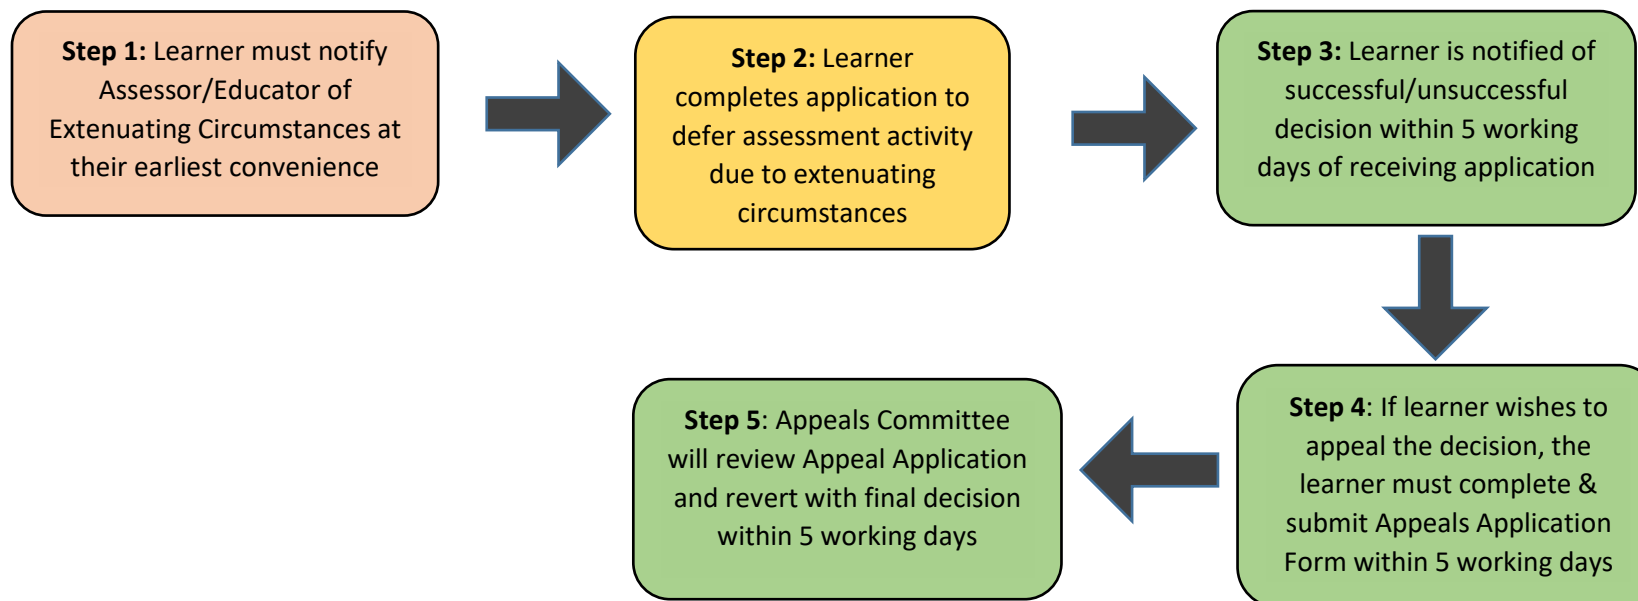 Step 1: Learner must notify
Assessor/Educator of
Extenuating Circumstances at
their earliest convenience
Step 2: Learner
completes application to
defer assessment activity
due to extenuating
circumstances
Step 3: Learner is notified of
successful/unsuccessful
decision within 5 working
days of receiving application
Step 4: If learner wishes to
appeal the decision, the
learner must complete &
submit Appeals Application
Form within 5 working days
Step 5: Appeals Committee
will review Appeal Application
and revert with final decision
within 5 working days